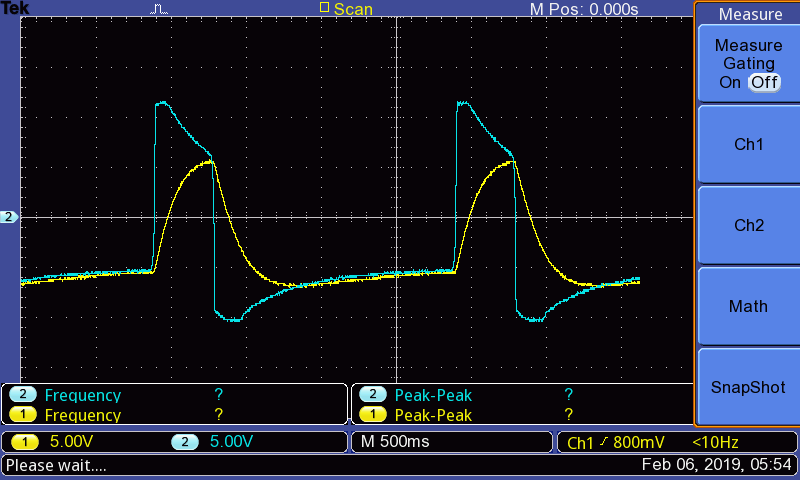 Tek
Scan
M Pos: 0.000s
Measure
Measure
Gating
On Off
Ch1
Ch2
Math
SnapShot
2
2 Frequency ?
1 Frequency ?
2 Peak-Peak ?
1 Peak-Peak ?
1 5.00V 2 5.00V
M 500ms
Ch1 800mV <10Hz
Please wait....
Feb 06, 2019, 05:54